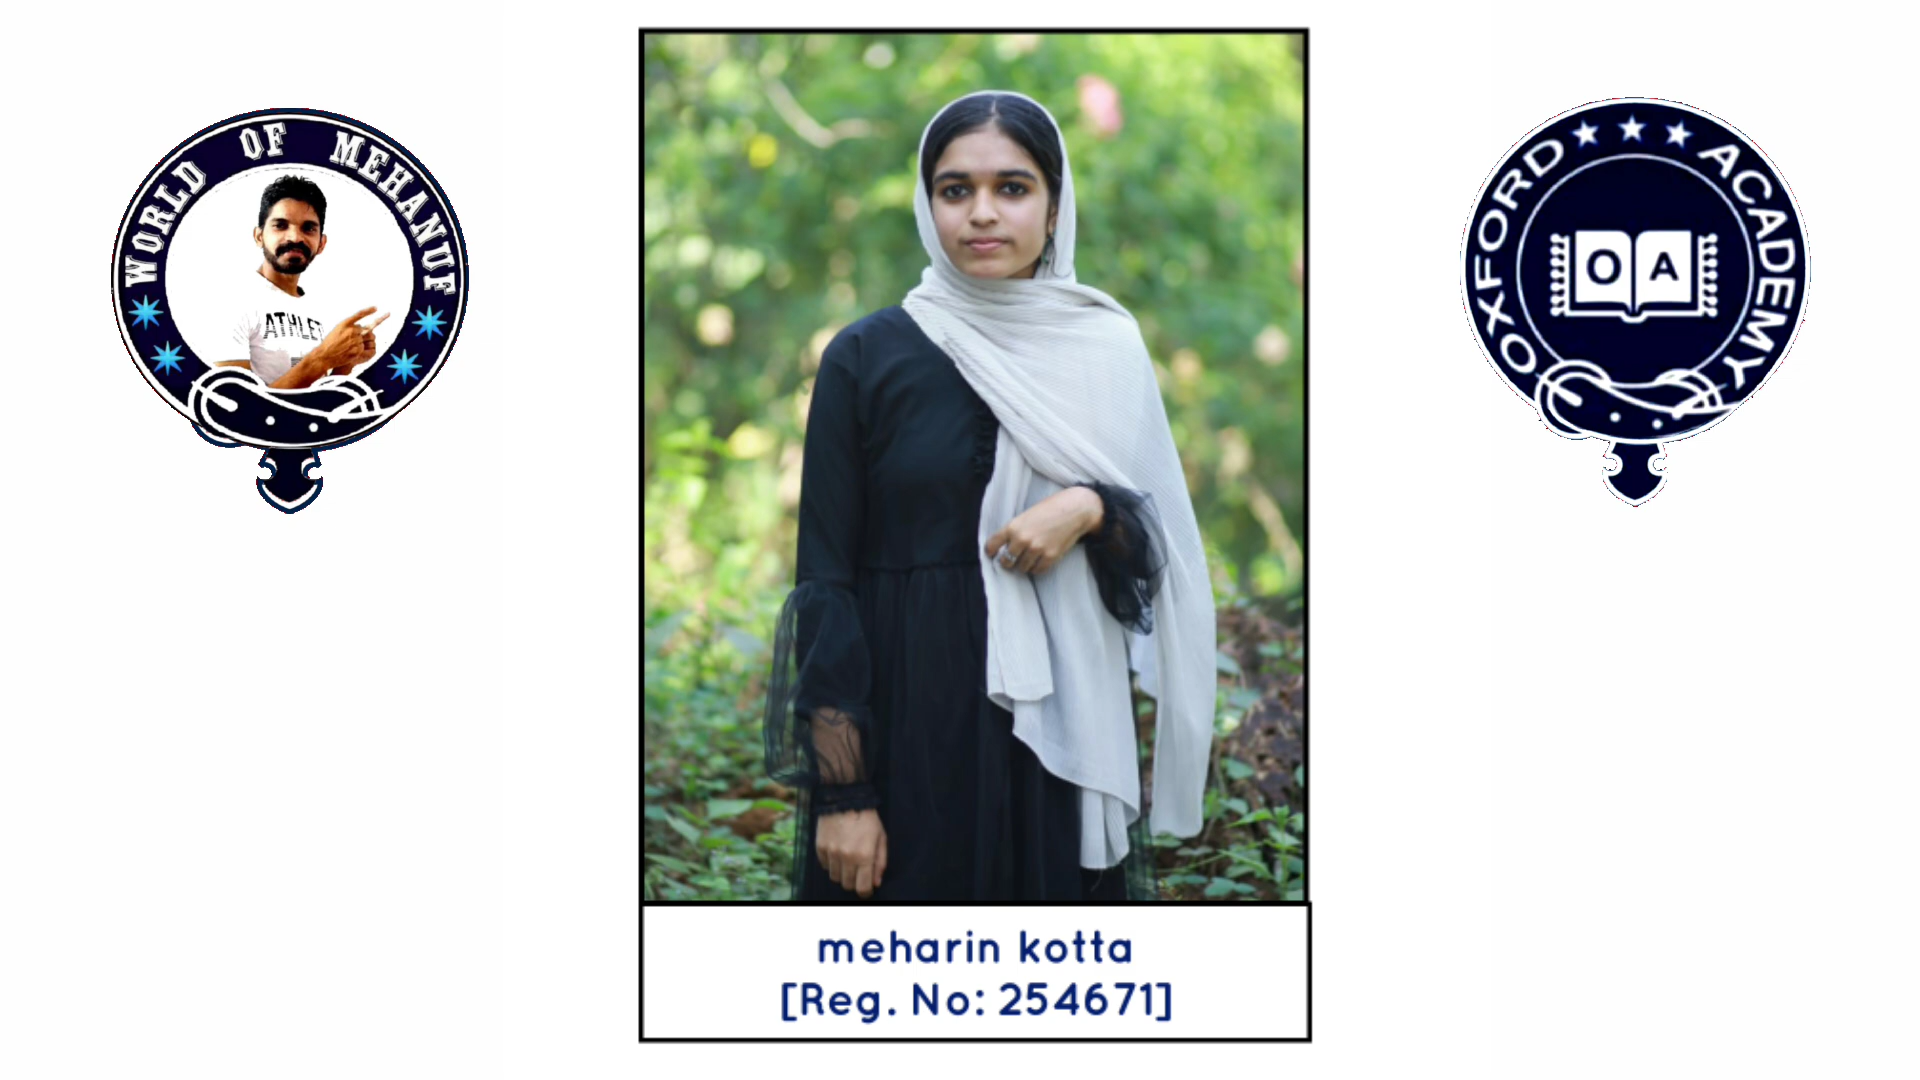 WORLD OF MEHANUF
ATHLET
OXFORD ACADEMY
O A
meharin kotta
[Reg. No: 254671]